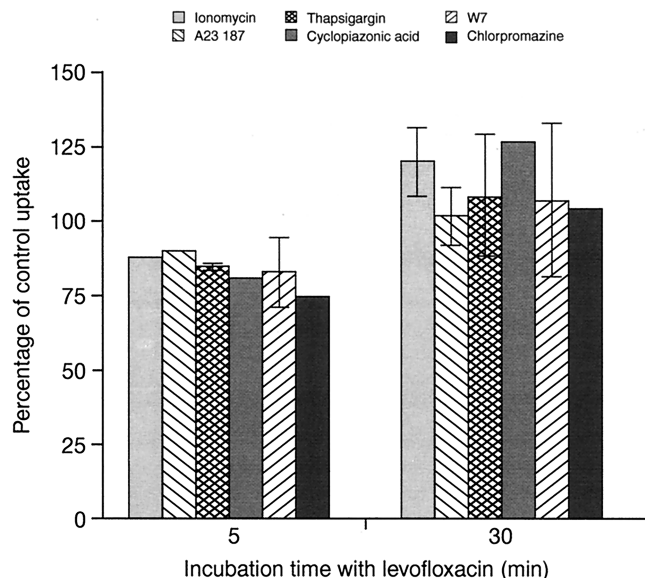 Ionomycin Thapsigargin W7
A23 187 Cyclopiazonic acid Chlorpromazine
150
125
100
75
50
25
0
Percentage of control uptake
5 30
Incubation time with levofloxacin (min)